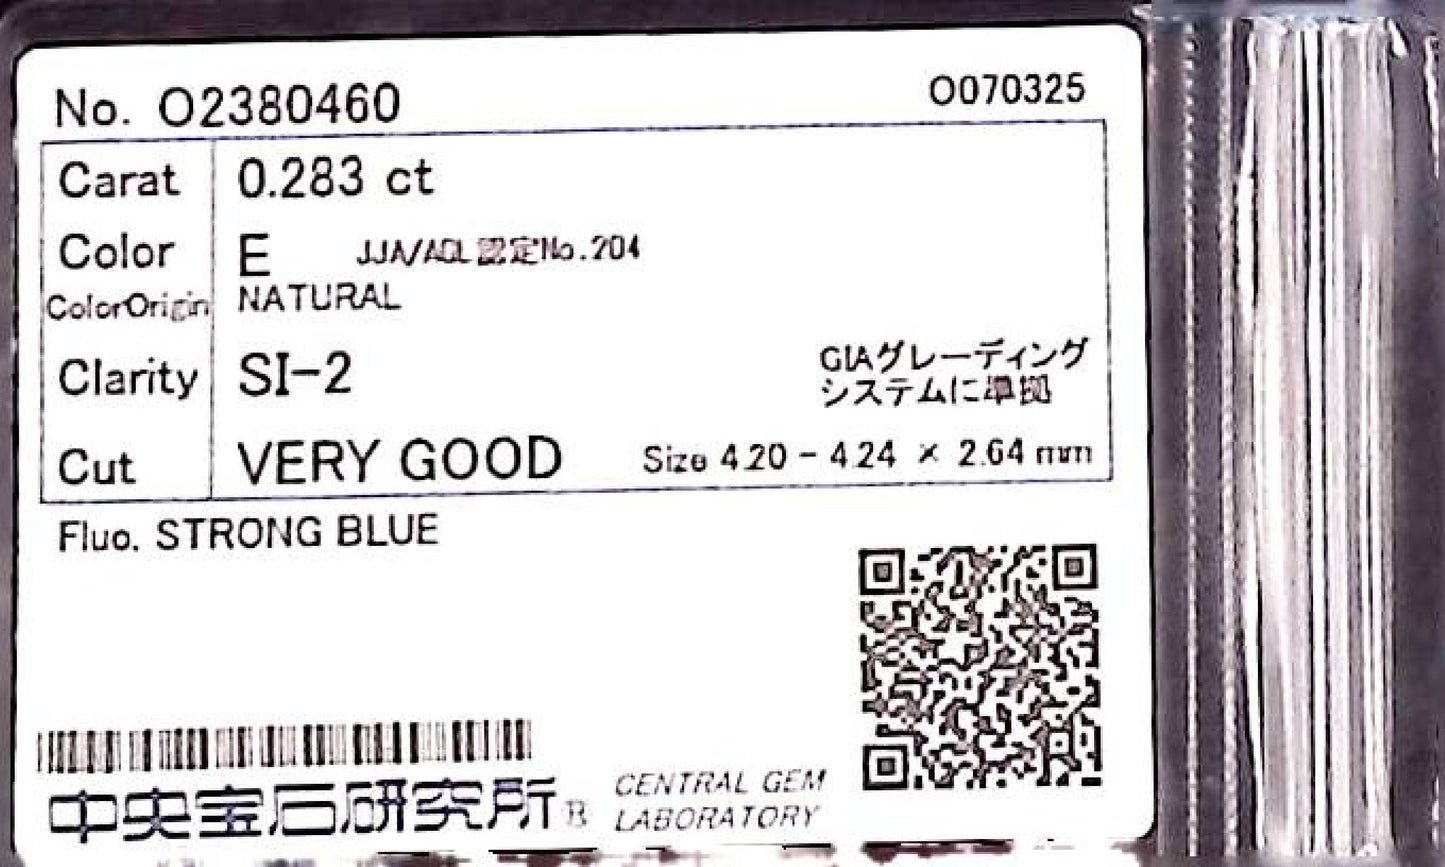 No. O2380460 O070325
Carat 0.283 ct
Color E JJA/AGL認定No.204
ColorOrigin NATURAL
Clarity SI-2 GIAグレーディング
システムに準拠
Cut VERY GOOD Size 4.20 - 4.24 × 2.64 mm
Fluo. STRONG BLUE
中央宝石研究所® CENTRAL GEM
LABORATORY